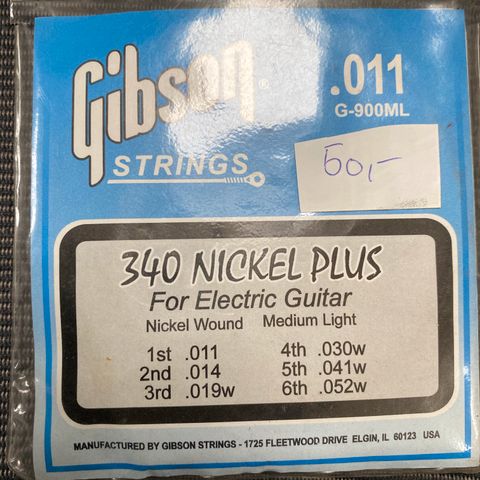 Gibson®
STRINGS
.011
G-900ML
50,-
340 NICKEL PLUS
For Electric Guitar
Nickel Wound Medium Light
1st .011 4th .030w
2nd .014 5th .041w
3rd .019w 6th .052w
MANUFACTURED BY GIBSON STRINGS - 1725 FLEETWOOD DRIVE ELGIN, IL 60123 USA